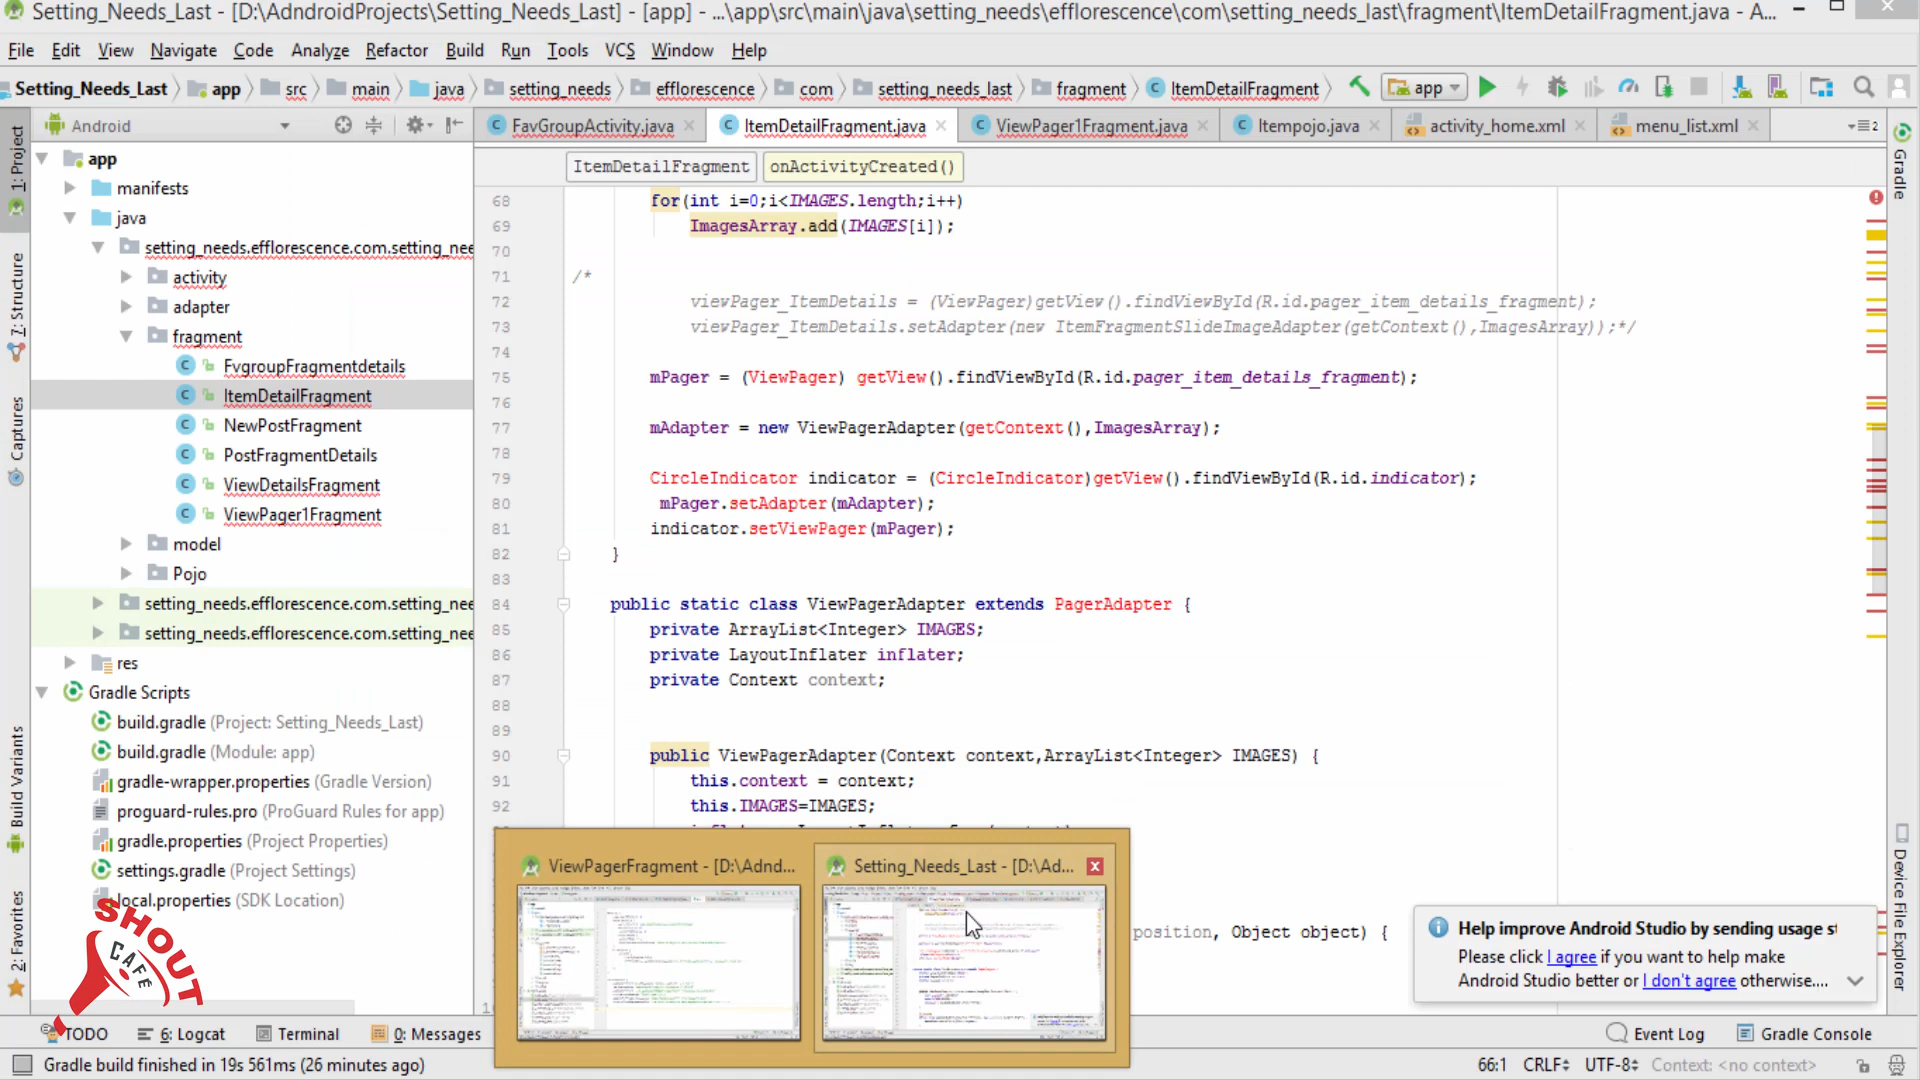 Setting_Needs_Last - [D:\AdndroidProjects\Setting_Needs_Last] - [app] - ...\app\src\main\java\setting_needs\efflorescence\com\setting_needs_last\fragment\ItemDetailFragment.java - A...
File Edit View Navigate Code Analyze Refactor Build Run Tools VCS Window Help
Setting_Needs_Last app src main java setting_needs efflorescence com setting_needs_last fragment ItemDetailFragment app
Android FavGroupActivity.java ItemDetailFragment.java ViewPager1Fragment.java Itempojo.java activity_home.xml menu_list.xml 2
ItemDetailFragment onActivityCreated()
1: Project
7: Structure
Captures
Build Variants
2: Favorites
app
manifests
java
setting_needs.efflorescence.com.setting_nee
activity
adapter
fragment
FvgroupFragmentdetails
ItemDetailFragment
NewPostFragment
PostFragmentDetails
ViewDetailsFragment
ViewPager1Fragment
model
Pojo
setting_needs.efflorescence.com.setting_nee
setting_needs.efflorescence.com.setting_nee
res
Gradle Scripts
build.gradle (Project: Setting_Needs_Last)
build.gradle (Module: app)
gradle-wrapper.properties (Gradle Version)
proguard-rules.pro (ProGuard Rules for app)
gradle.properties (Project Properties)
settings.gradle (Project Settings)
local.properties (SDK Location)
68 for(int i=0;i<IMAGES.length;i++)
69 ImagesArray.add(IMAGES[i]);
70
71 /*
72 viewPager_ItemDetails = (ViewPager)getView().findViewById(R.id.pager_item_details_fragment);
73 viewPager_ItemDetails.setAdapter(new ItemFragmentSlideImageAdapter(getContext(),ImagesArray));*/
74
75 mPager = (ViewPager) getView().findViewById(R.id.pager_item_details_fragment);
76
77 mAdapter = new ViewPagerAdapter(getContext(),ImagesArray);
78
79 CircleIndicator indicator = (CircleIndicator)getView().findViewById(R.id.indicator);
80 mPager.setAdapter(mAdapter);
81 indicator.setViewPager(mPager);
82 }
83
84 public static class ViewPagerAdapter extends PagerAdapter {
85 private ArrayList<Integer> IMAGES;
86 private LayoutInflater inflater;
87 private Context context;
88
89
90 public ViewPagerAdapter(Context context,ArrayList<Integer> IMAGES) {
91 this.context = context;
92 this.IMAGES=IMAGES;
position, Object object) {
ViewPagerFragment - [D:\Adnd...
Setting_Needs_Last - [D:\Ad...
Help improve Android Studio by sending usage st
Please click I agree if you want to help make
Android Studio better or I don't agree otherwise....
Gradle
Device File Explorer
SHOUT
CAFE
TODO 6: Logcat Terminal 0: Messages Event Log Gradle Console
Gradle build finished in 19s 561ms (26 minutes ago) 66:1 CRLF UTF-8 Context: <no context>